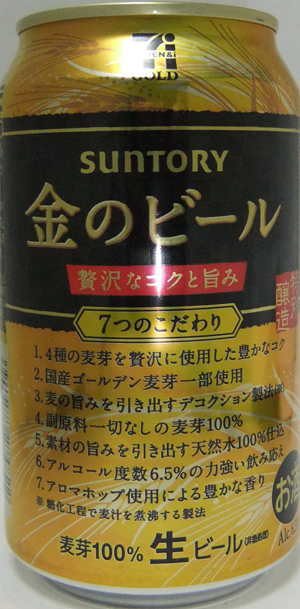 7
SEVEN&i
GOLD
SUNTORY
金のビール
贅沢なコクと旨み
醸造
7つのこだわり
1.4種の麦芽を贅沢に使用した豊かなコク
2.国産ゴールデン麦芽一部使用
3.麦の旨みを引き出すデコクション製法(※)
4.副原料一切なしの麦芽100%
5.素材の旨みを引き出す天然水100%仕込
6.アルコール度数6.5%の力強い飲み応え
7.アロマホップ使用による豊かな香り
※糖化工程で麦汁を煮沸する製法
お酒
麦芽100% 生ビール(非熱処理)